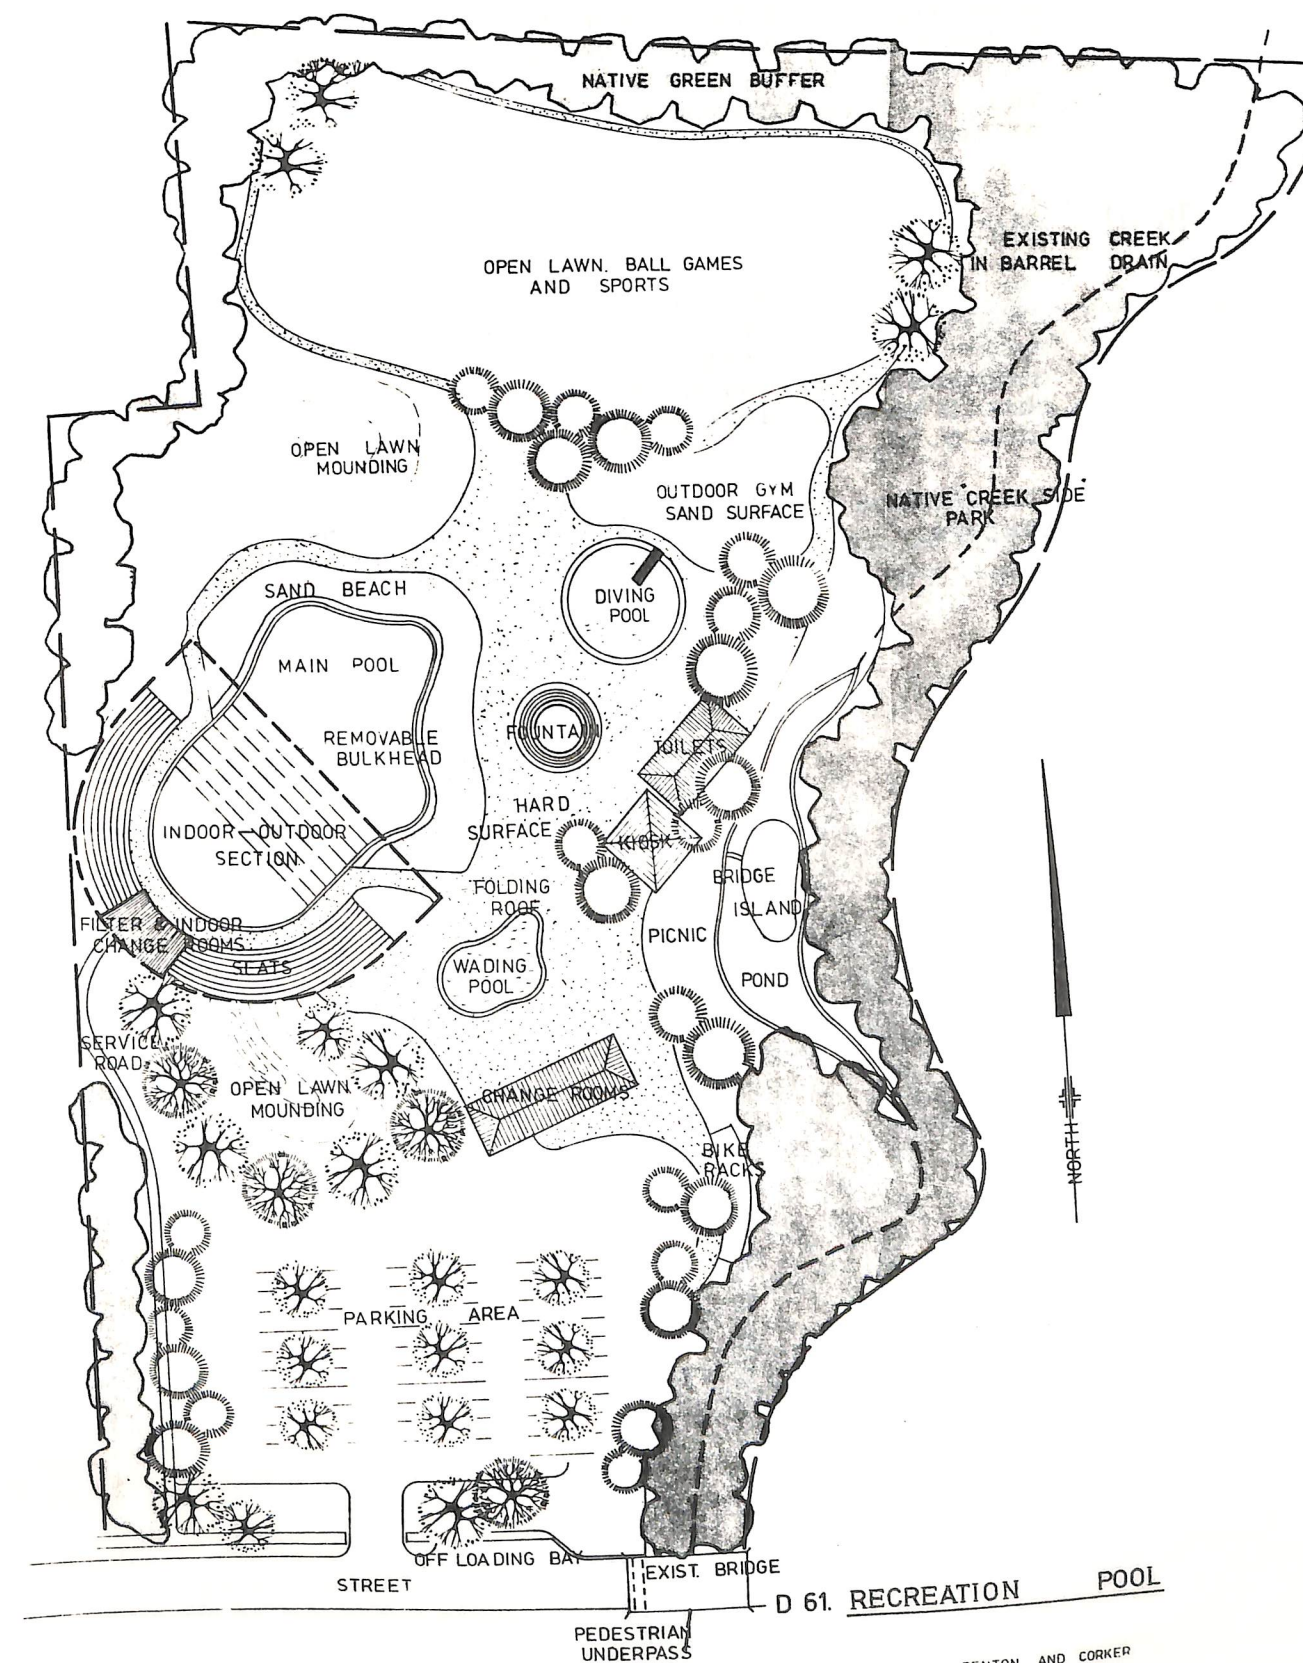 NATIVE GREEN BUFFER
EXISTING CREEK
IN BARREL DRAIN
OPEN LAWN. BALL GAMES
AND SPORTS
OPEN LAWN
MOUNDING
OUTDOOR GYM
SAND SURFACE
NATIVE CREEK SIDE
PARK
SAND BEACH
DIVING
POOL
MAIN POOL
REMOVABLE
BULKHEAD
FOUNTAIN
TOILETS
HARD
SURFACE
KIOSK
INDOOR-OUTDOOR
SECTION
FOLDING
ROOF
BRIDGE
ISLAND
FILTER & INDOOR
CHANGE ROOMS
SEATS
PICNIC
WADING
POOL
POND
SERVICE
ROAD
OPEN LAWN
MOUNDING
CHANGE ROOMS
BIKE
RACKS
NORTH
PARKING AREA
OFF LOADING BAY
EXIST. BRIDGE
STREET
D 61. RECREATION POOL
PEDESTRIAN
UNDERPASS
AND CORKER